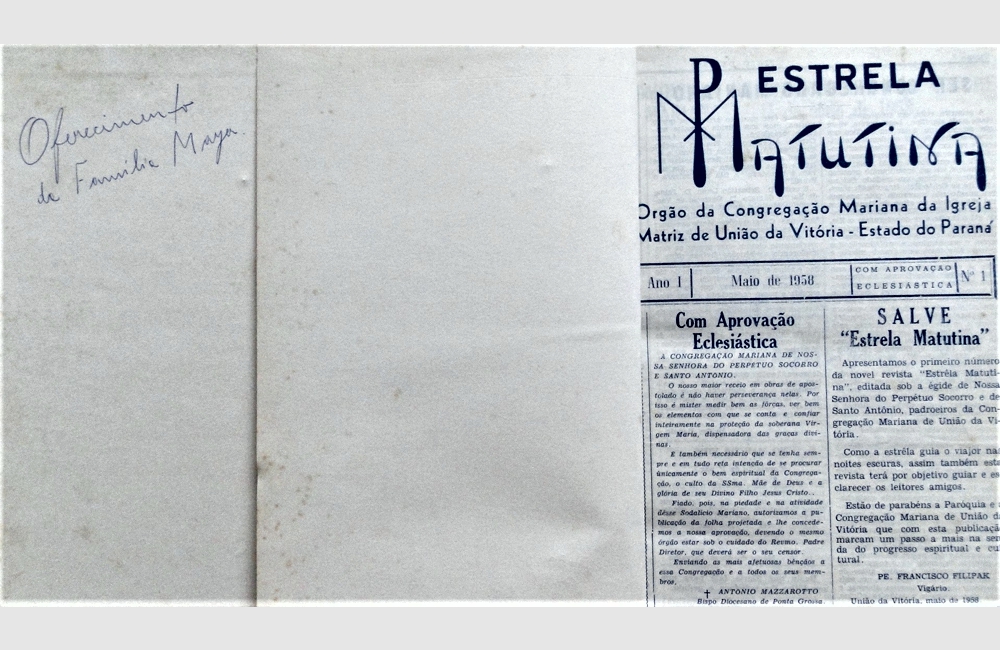 Oferecimento
da Família Maya
ESTRELA
MATUTINA
Orgão da Congregação Mariana da Igreja
Matriz de União da Vitória - Estado do Paraná
Ano 1
Maio de 1958
COM APROVAÇÃO
ECLESIÁSTICA
Nº 1
Com Aprovação
Eclesiástica
A CONGREGAÇÃO MARIANA DE NOS-
SA SENHORA DO PERPETUO SOCORRO
E SANTO ANTONIO.
O nosso maior receio em obras de apos-
tolado é não haver perseverança nelas. Por
isso é mister medir bem as fôrças, ver bem
os elementos com que se conta e confiar
inteiramente na proteção da soberana Vir-
gem Maria, dispensadora das graças divi-
nas.
E também necessário que se tenha sem-
pre e em tudo reta intenção de se procurar
únicamente o bem espiritual da Congrega-
ção, o culto da SSma. Mãe de Deus e a
glória de seu Divino Filho Jesus Cristo..
Fiado, pois, na piedade e na atividade
dêsse Sodalício Mariano, autorizamos a pu-
blicação da folha projetada e lhe concede-
mos a nossa aprovação, devendo o mesmo
órgão estar sob o cuidado do Revmo. Padre
Diretor, que deverá ser o seu censor.
Enviando as mais afetuosas bênçãos a
essa Congregação e a todos os seus mem-
bros,
† ANTONIO MAZZAROTTO
Bispo Diocesano de Ponta Grossa.
SALVE
"Estrela Matutina"
Apresentamos o primeiro número
da novel revista "Estrêla Matuti-
na", editada sob a égide de Nossa
Senhora do Perpétuo Socorro e de
Santo Antônio, padroeiros da Con-
gregação Mariana de União da Vi-
tória.
Como a estrêla guia o viajor nas
noites escuras, assim também esta
revista terá por objetivo guiar e es
clarecer os leitores amigos.
Estão de parabéns a Paróquia e a
Congregação Mariana de União da
Vitória que com esta publicaçã
marcam um passo a mais na sen
da do progresso espiritual e cu
tural.
PE. FRANCISCO FILIPAK
Vigário.
União da Vitória, maio de 1958